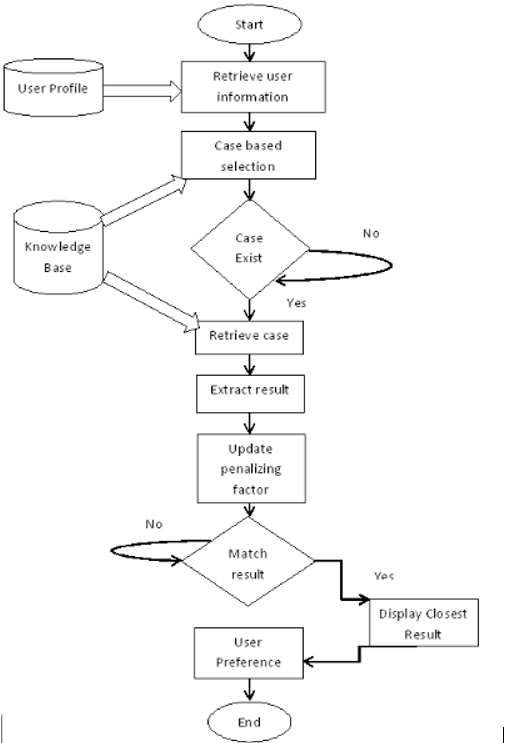 Start
User Profile
Retrieve user
information
Case based
selection
Knowledge
Base
Case
Exist
No
Yes
Retrieve case
Extract result
Update
penalizing
factor
No
Match
result
Yes
Display Closest
Result
User
Preference
End